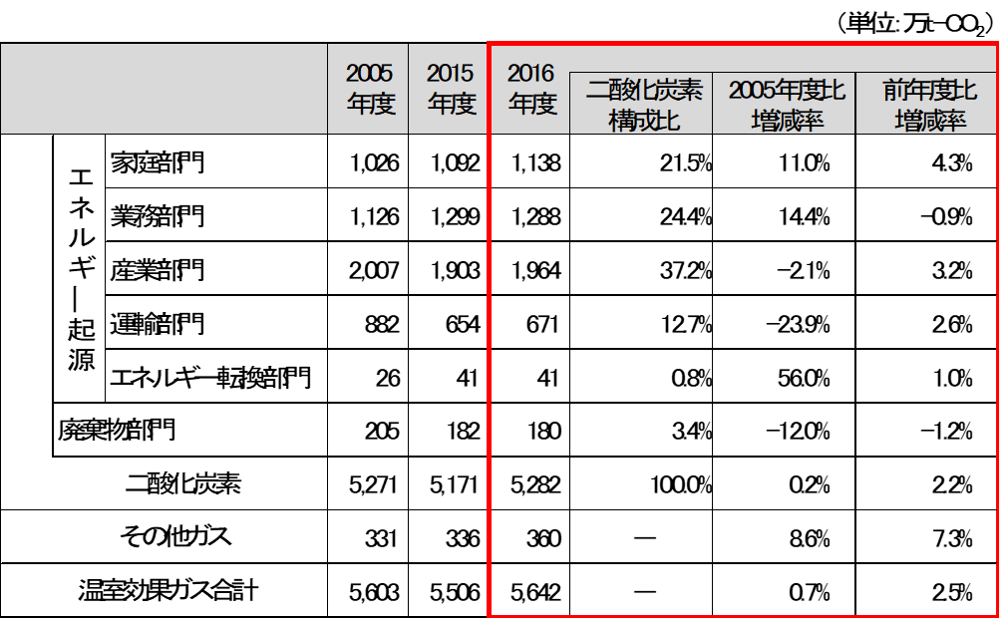 （単位:万t－CO2）
2005年度 2015年度 2016年度 二酸化炭素構成比 2005年度比増減率 前年度比増減率
エネルギー起源
家庭部門 1,026 1,092 1,138 21.5% 11.0% 4.3%
業務部門 1,126 1,299 1,288 24.4% 14.4% －0.9%
産業部門 2,007 1,903 1,964 37.2% －2.1% 3.2%
運輸部門 882 654 671 12.7% －23.9% 2.6%
エネルギー転換部門 26 41 41 0.8% 56.0% 1.0%
廃棄物部門 205 182 180 3.4% －12.0% －1.2%
二酸化炭素 5,271 5,171 5,282 100.0% 0.2% 2.2%
その他ガス 331 336 360 － 8.6% 7.3%
温室効果ガス合計 5,603 5,506 5,642 － 0.7% 2.5%